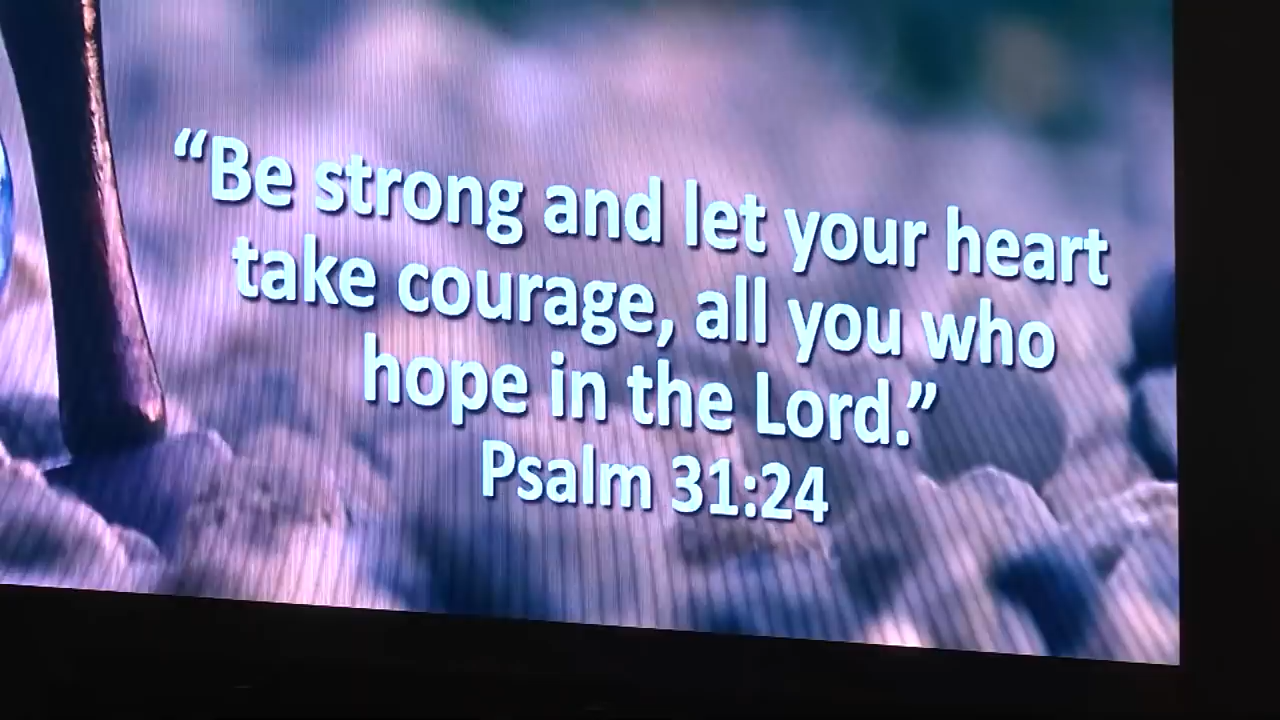 “Be strong and let your heart
take courage, all you who
hope in the Lord.”
Psalm 31:24